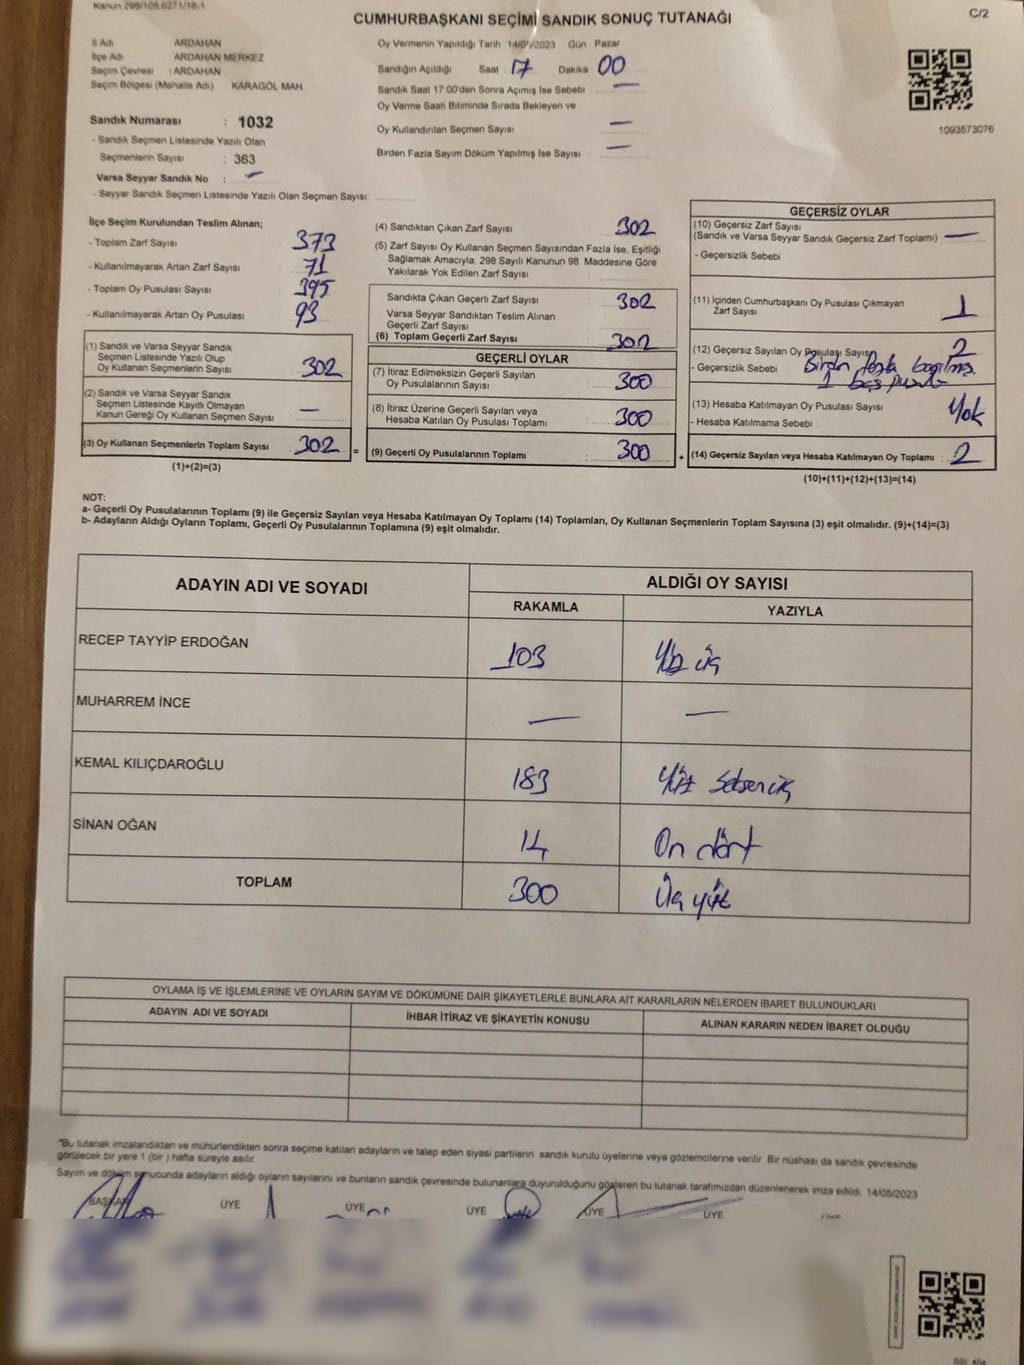 Kanun 298/105,6271/18-1
C/2
CUMHURBAŞKANI SEÇİMİ SANDIK SONUÇ TUTANAĞI
İl Adı ARDAHAN
İlçe Adı ARDAHAN MERKEZ
Seçim Çevresi : ARDAHAN
Seçim Bölgesi (Mahalle Adı) KARAGÖL MAH.
Oy Vermenin Yapıldığı Tarih 14/05/2023 Gün Pazar
Sandığın Açıldığı Saat 17 Dakika 00
Sandık Saat 17:00'den Sonra Açımış İse Sebebi : —
Oy Verme Saati Bitiminde Sırada Bekleyen ve
Oy Kullandırılan Seçmen Sayısı : —
Birden Fazla Sayım Döküm Yapılmış İse Sayısı : —
1093573076
Sandık Numarası : 1032
- Sandık Seçmen Listesinde Yazılı Olan
Seçmenlerin Sayısı : 363
Varsa Seyyar Sandık No : —
- Seyyar Sandık Seçmen Listesinde Yazılı Olan Seçmen Sayısı:
İlçe Seçim Kurulundan Teslim Alınan;
- Toplam Zarf Sayısı 373
- Kullanılmayarak Artan Zarf Sayısı : 71
- Toplam Oy Pusulası Sayısı : 395
- Kullanılmayarak Artan Oy Pusulası : 93
(1) Sandık ve Varsa Seyyar Sandık
Seçmen Listesinde Yazılı Olup
Oy Kullanan Seçmenlerin Sayısı : 302
(2) Sandık ve Varsa Seyyar Sandık
Seçmen Listesinde Kayıtlı Olmayan
Kanun Gereği Oy Kullanan Seçmen Sayısı : —
(3) Oy Kullanan Seçmenlerin Toplam Sayısı : 302 =
(1)+(2)=(3)
(4) Sandıktan Çıkan Zarf Sayısı : 302
(5) Zarf Sayısı Oy Kullanan Seçmen Sayısından Fazla İse, Eşitliği
Sağlamak Amacıyla, 298 Sayılı Kanunun 98. Maddesine Göre
Yakılarak Yok Edilen Zarf Sayısı :
Sandıkta Çıkan Geçerli Zarf Sayısı : 302
Varsa Seyyar Sandıktan Teslim Alınan
Geçerli Zarf Sayısı :
(6) Toplam Geçerli Zarf Sayısı : 302
GEÇERLİ OYLAR
(7) İtiraz Edilmeksizin Geçerli Sayılan
Oy Pusulalarının Sayısı : 300
(8) İtiraz Üzerine Geçerli Sayılan veya
Hesaba Katılan Oy Pusulası Toplamı : 300
(9) Geçerli Oy Pusulalarının Toplamı : 300 +
GEÇERSİZ OYLAR
(10) Geçersiz Zarf Sayısı
(Sandık ve Varsa Seyyar Sandık Geçersiz Zarf Toplamı) —
- Geçersizlik Sebebi :
(11) İçinden Cumhurbaşkanı Oy Pusulası Çıkmayan
Zarf Sayısı : 1
(12) Geçersiz Sayılan Oy Pusulası Sayısı : 2
- Geçersizlik Sebebi : Birden fazla
1 boş pusula
(13) Hesaba Katılmayan Oy Pusulası Sayısı : Yok
- Hesaba Katılmama Sebebi :
(14) Geçersiz Sayılan veya Hesaba Katılmayan Oy Toplamı : 2
(10)+(11)+(12)+(13)=(14)
NOT:
a- Geçerli Oy Pusulalarının Toplamı (9) ile Geçersiz Sayılan veya Hesaba Katılmayan Oy Toplamı (14) Toplamları, Oy Kullanan Seçmenlerin Toplam Sayısına (3) eşit olmalıdır. (9)+(14)=(3)
b- Adayların Aldığı Oyların Toplamı, Geçerli Oy Pusulalarının Toplamına (9) eşit olmalıdır.
ADAYIN ADI VE SOYADI ALDIĞI OY SAYISI
RAKAMLA YAZIYLA
RECEP TAYYİP ERDOĞAN 103 Yüz üç
MUHARREM İNCE — —
KEMAL KILIÇDAROĞLU 183 Yüz seksen üç
SİNAN OĞAN 14 On dört
TOPLAM 300 Üç yüz
OYLAMA İŞ VE İŞLEMLERİNE VE OYLARIN SAYIM VE DÖKÜMÜNE DAİR ŞİKAYETLERLE BUNLARA AİT KARARLARIN NELERDEN İBARET BULUNDUKLARI
ADAYIN ADI VE SOYADI İHBAR İTİRAZ VE ŞİKAYETİN KONUSU ALINAN KARARIN NEDEN İBARET OLDUĞU
*Bu tutanak imzalandıktan ve mühürlendikten sonra seçime katılan adayların ve talep eden siyasi partilerin sandık kurulu üyelerine veya gözlemcilerine verilir. Bir nüshası da sandık çevresinde
görülecek bir yere 1 (bir ) hafta süreyle asılır.
Sayım ve döküm sonucunda adayların aldığı oyların sayılarını ve bunların sandık çevresinde bulunanlara duyurulduğunu gösteren bu tutanak tarafımızdan düzenlenerek imza edildi. 14/05/2023
BAŞKAN ÜYE ÜYE ÜYE ÜYE ÜYE